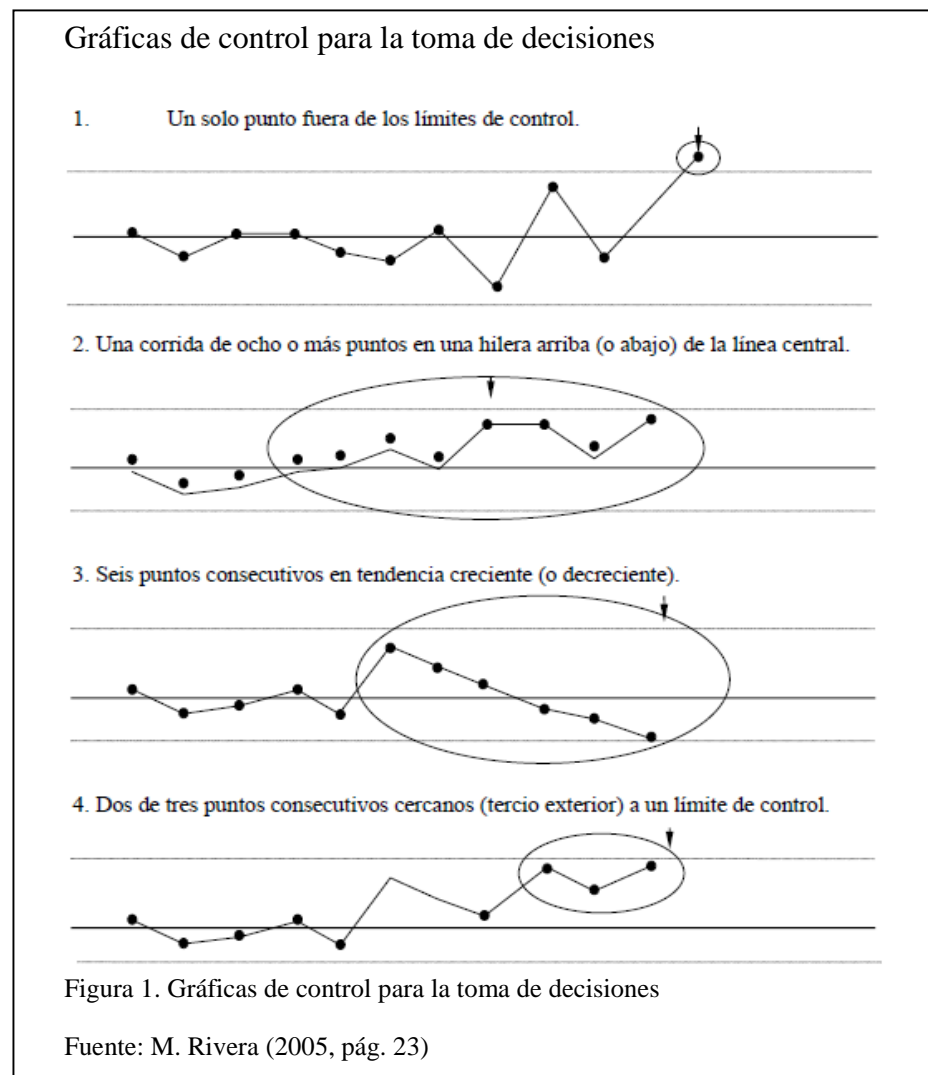 Gráficas de control para la toma de decisiones
1. Un solo punto fuera de los límites de control.
2. Una corrida de ocho o más puntos en una hilera arriba (o abajo) de la línea central.
3. Seis puntos consecutivos en tendencia creciente (o decreciente).
4. Dos de tres puntos consecutivos cercanos (tercio exterior) a un límite de control.
Figura 1. Gráficas de control para la toma de decisiones
Fuente: M. Rivera (2005, pág. 23)